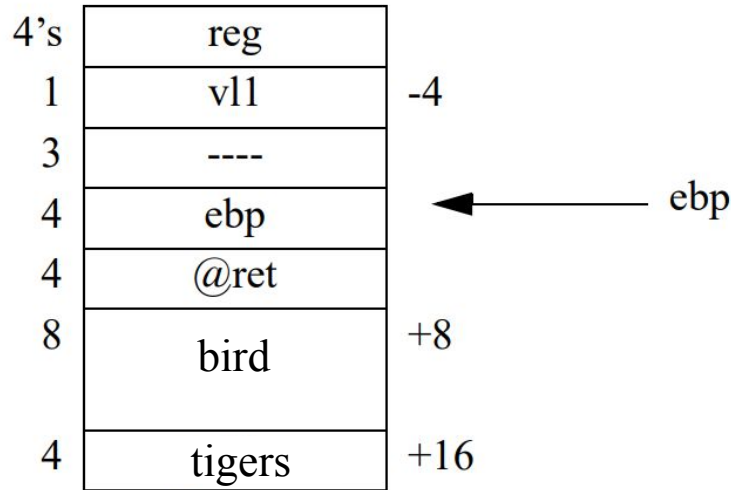 4's reg
1 vl1 -4
3 ----
4 ebp ebp
4 @ret
8 bird +8
4 tigers +16